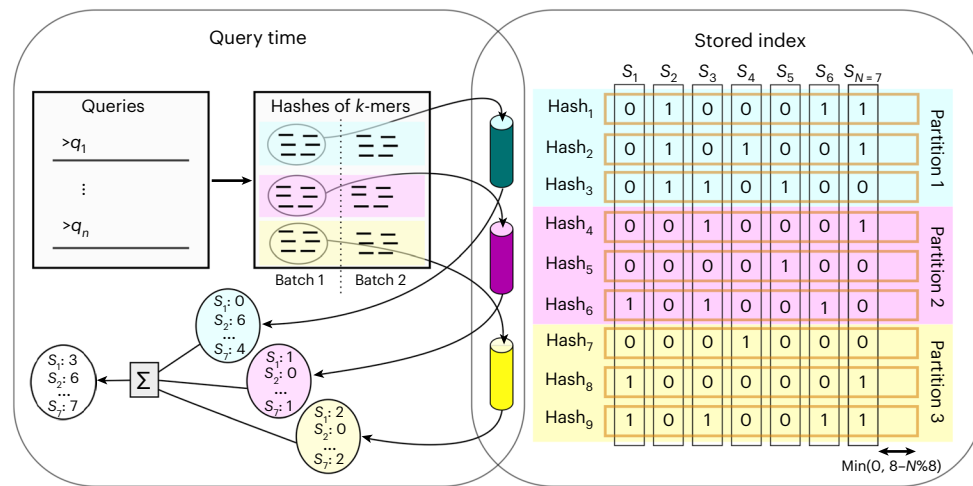 Query time
Queries
>q1
⋮
>qn
Hashes of k-mers
Batch 1 Batch 2
S1: 0
S2: 6
...
S7: 4
S1: 1
S2: 0
...
S7: 1
S1: 2
S2: 0
...
S7: 2
Σ
S1: 3
S2: 6
...
S7: 7
Stored index
S1 S2 S3 S4 S5 S6 SN = 7
Hash1 0 1 0 0 0 1 1
Hash2 0 1 0 1 0 0 1
Hash3 0 1 1 0 1 0 0
Partition 1
Hash4 0 0 1 0 0 0 1
Hash5 0 0 0 0 1 0 0
Hash6 1 0 1 0 0 1 0
Partition 2
Hash7 0 0 0 1 0 0 0
Hash8 1 0 0 0 0 0 1
Hash9 1 0 1 0 0 1 1
Partition 3
Min(0, 8–N%8)